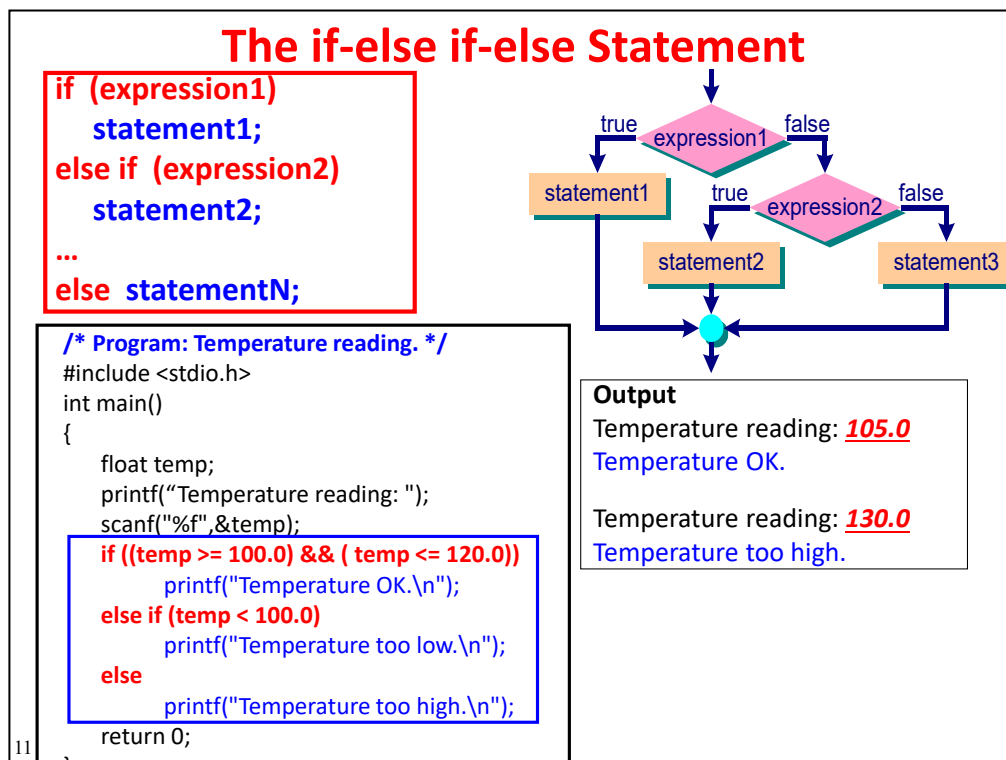 The if-else if-else Statement
if (expression1)
statement1;
else if (expression2)
statement2;
...
else statementN;
true
expression1
false
statement1
true
expression2
false
statement2
statement3
/* Program: Temperature reading. */
#include <stdio.h>
int main()
{
float temp;
printf(“Temperature reading: ");
scanf("%f",&temp);
if ((temp >= 100.0) && ( temp <= 120.0))
printf("Temperature OK.\n");
else if (temp < 100.0)
printf("Temperature too low.\n");
else
printf("Temperature too high.\n");
return 0;
}
Output
Temperature reading: 105.0
Temperature OK.
Temperature reading: 130.0
Temperature too high.
11